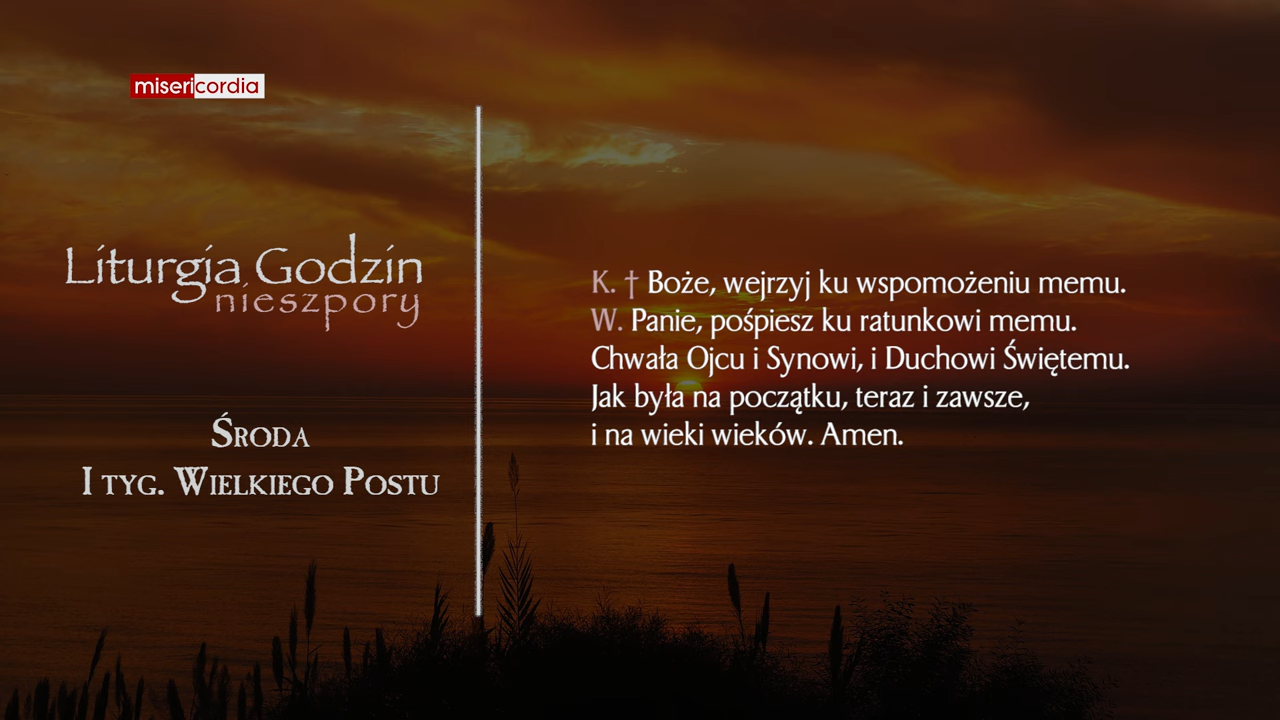 misericordia
Liturgia Godzin
nieszpory
Środa
I tyg. Wielkiego Postu
K. † Boże, wejrzyj ku wspomożeniu memu.
W. Panie, pośpiesz ku ratunkowi memu.
Chwała Ojcu i Synowi, i Duchowi Świętemu.
Jak była na początku, teraz i zawsze,
i na wieki wieków. Amen.